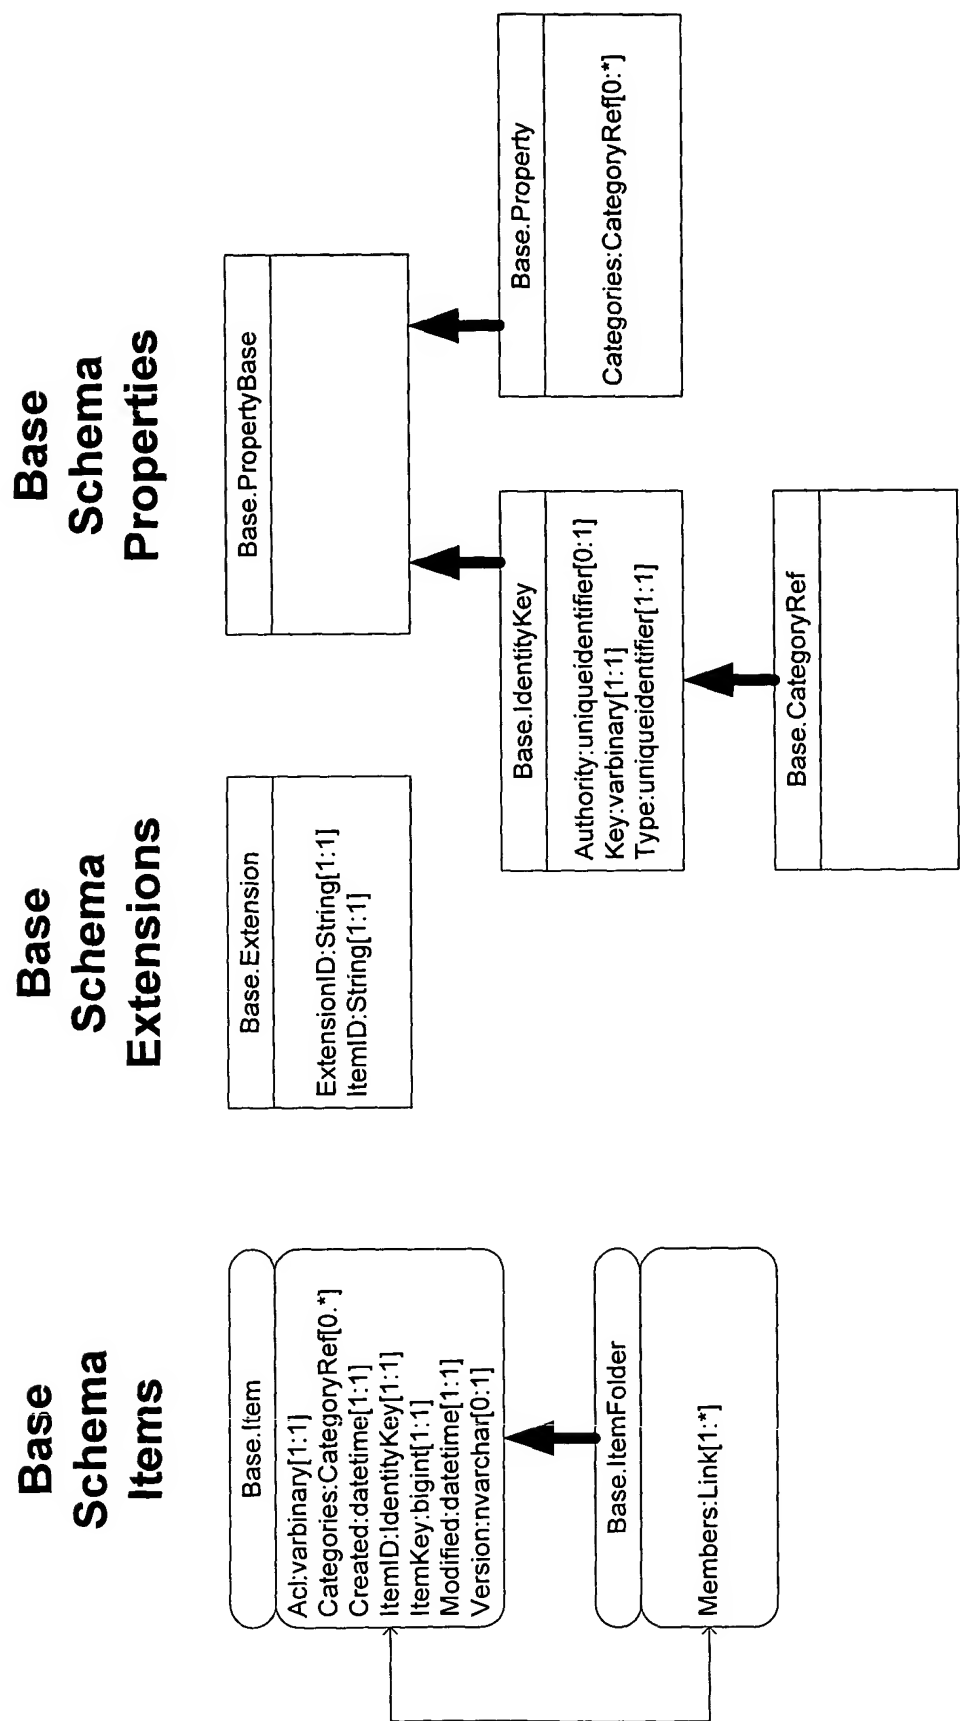 Base
Schema
Items
Base.Item
Acl:varbinary[1:1]
Categories:CategoryRef[0.*]
Created:datetime[1:1]
ItemID:IdentityKey[1:1]
ItemKey:bigint[1:1]
Modified:datetime[1:1]
Version:nvarchar[0:1]
Base.ItemFolder
Members:Link[1:*]
Base
Schema
Extensions
Base.Extension
ExtensionID:String[1:1]
ItemID:String[1:1]
Base
Schema
Properties
Base.PropertyBase
Base.IdentityKey
Authority:uniqueidentifier[0:1]
Key:varbinary[1:1]
Type:uniqueidentifier[1:1]
Base.Property
Categories:CategoryRef[0:*]
Base.CategoryRef